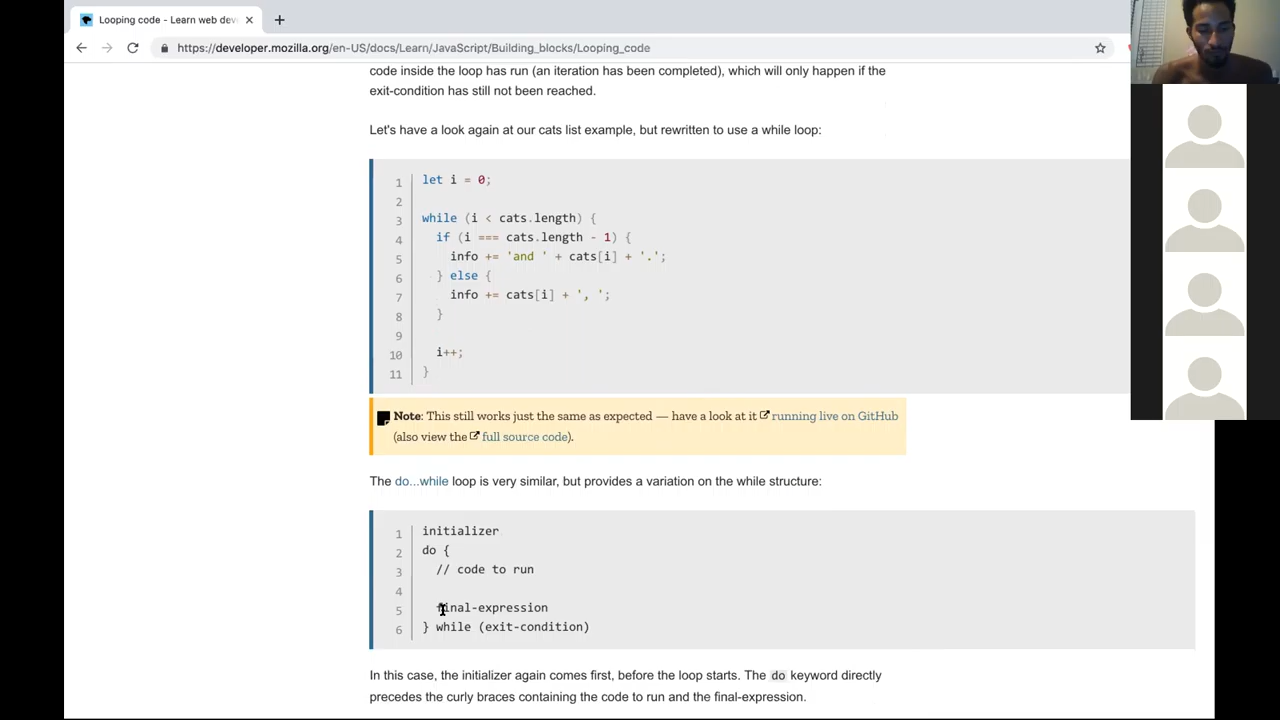 Looping code - Learn web dev
https://developer.mozilla.org/en-US/docs/Learn/JavaScript/Building_blocks/Looping_code
code inside the loop has run (an iteration has been completed), which will only happen if the
exit-condition has still not been reached.
Let's have a look again at our cats list example, but rewritten to use a while loop:
1 let i = 0;
2
3 while (i < cats.length) {
4 if (i === cats.length - 1) {
5 info += 'and ' + cats[i] + '.';
6 } else {
7 info += cats[i] + ', ';
8 }
9
10 i++;
11 }
Note: This still works just the same as expected — have a look at it running live on GitHub
(also view the full source code).
The do...while loop is very similar, but provides a variation on the while structure:
1 initializer
2 do {
3 // code to run
4
5 final-expression
6 } while (exit-condition)
In this case, the initializer again comes first, before the loop starts. The do keyword directly
precedes the curly braces containing the code to run and the final-expression.